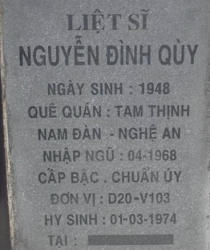 LIỆT SĨ
NGUYỄN ĐÌNH QÙY
NGÀY SINH : 1948
QUÊ QUÁN : TAM THỊNH
NAM ĐÀN - NGHỆ AN
NHẬP NGŨ : 04-1968
CẤP BẬC . CHUẨN ÚY
ĐƠN VỊ : D20-V103
HY SINH : 01-03-1974
TẠI :